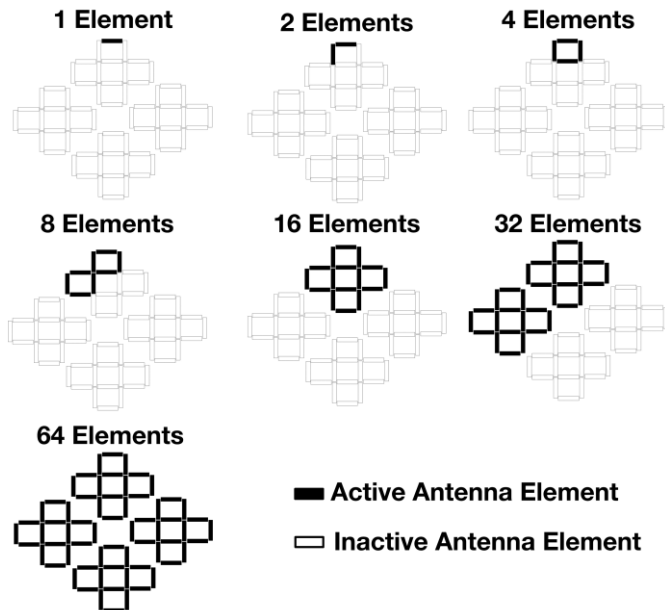 1 Element
2 Elements
4 Elements
8 Elements
16 Elements
32 Elements
64 Elements
Active Antenna Element
Inactive Antenna Element